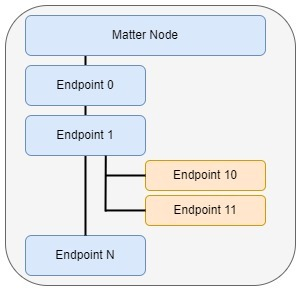 Matter Node
Endpoint 0
Endpoint 1
Endpoint 10
Endpoint 11
Endpoint N